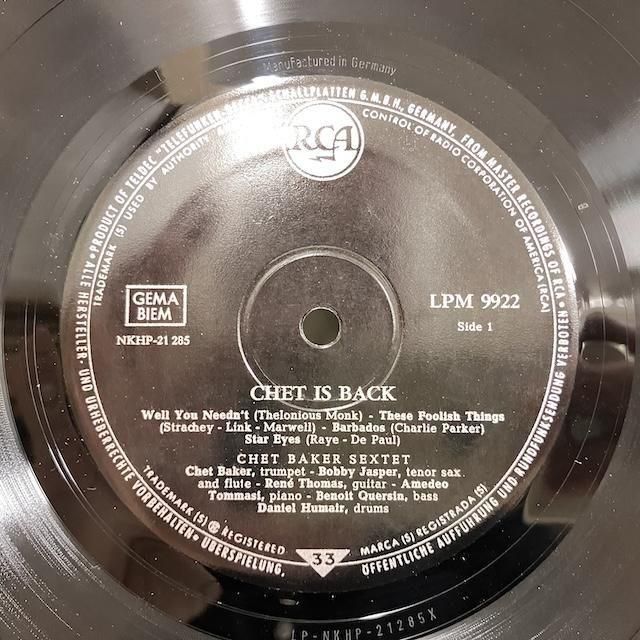 Manufactured in Germany
• PRODUCT OF TELDEC "TELEFUNKEN SCHALLPLATTEN G.M.B.H., GERMANY, FROM MASTER RECORDINGS OF RCA •
TRADEMARK (S) USED BY AUTHORITY
CONTROL OF RADIO CORPORATION OF AMERICA (RCA)
RCA
GEMA
BIEM
NKHP-21 285
LPM 9922
Side 1
CHET IS BACK
Well You Needn't (Thelonious Monk) - These Foolish Things
(Strachey - Link - Marwell) - Barbados (Charlie Parker)
Star Eyes (Raye - De Paul)
CHET BAKER SEXTET
Chet Baker, trumpet - Bobby Jasper, tenor sax.
and flute - René Thomas, guitar - Amedeo
Tommasi, piano - Benoit Quersin, bass
Daniel Humair, drums
TRADEMARK (S) ® REGISTERED
MARCA (S) REGISTRADA (S)
33
ALLE HERSTELLER- UND URHEBERRECHTE VORBEHALTEN • ÜBERSPIELUNG,
ÖFFENTLICHE AUFFÜHRUNG UND RUNDFUNKSENDUNG VERBOTEN
LP-NKHP-21285X